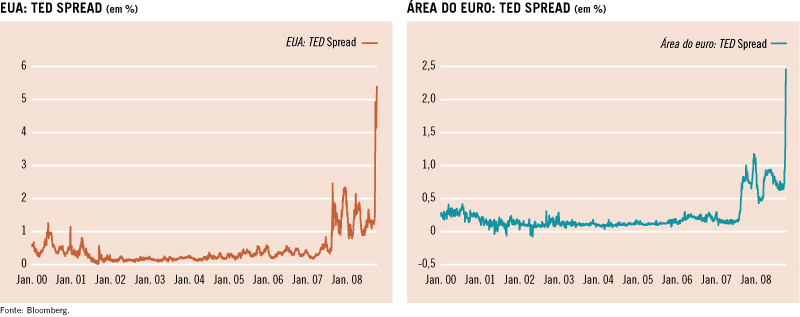 EUA: TED SPREAD (em %)
EUA: TED Spread
6
5
4
3
2
1
0
Jan. 00 Jan. 01 Jan. 02 Jan. 03 Jan. 04 Jan. 05 Jan. 06 Jan. 07 Jan. 08
ÁREA DO EURO: TED SPREAD (em %)
Área do euro: TED Spread
2,5
2,0
1,5
1,0
0,5
0
-0,5
Jan. 00 Jan. 01 Jan. 02 Jan. 03 Jan. 04 Jan. 05 Jan. 06 Jan. 07 Jan. 08
Fonte: Bloomberg.